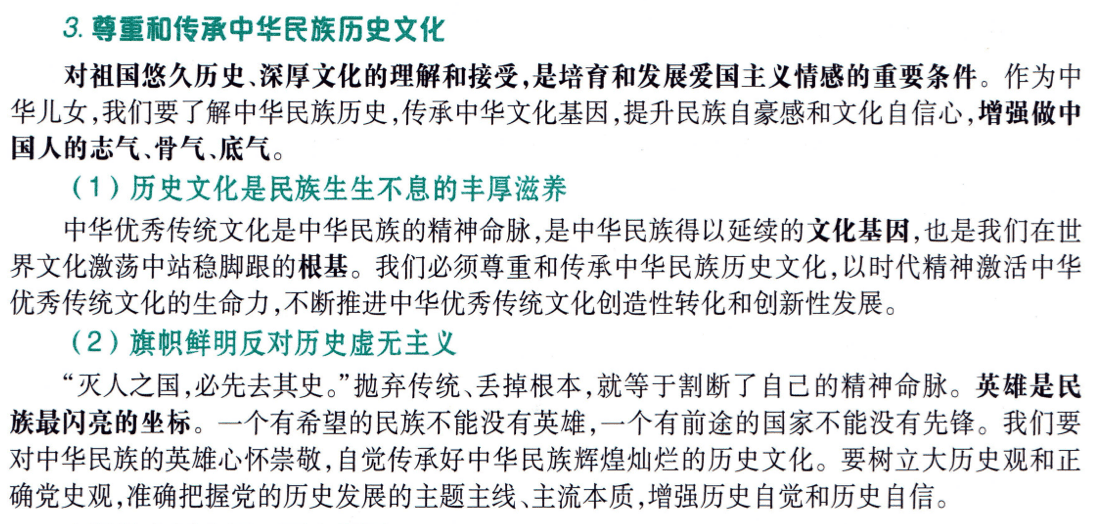 3. 尊重和传承中华民族历史文化
对祖国悠久历史、深厚文化的理解和接受,是培育和发展爱国主义情感的重要条件。作为中
华儿女,我们要了解中华民族历史,传承中华文化基因,提升民族自豪感和文化自信心,增强做中
国人的志气、骨气、底气。
(1)历史文化是民族生生不息的丰厚滋养
中华优秀传统文化是中华民族的精神命脉,是中华民族得以延续的文化基因,也是我们在世
界文化激荡中站稳脚跟的根基。我们必须尊重和传承中华民族历史文化,以时代精神激活中华
优秀传统文化的生命力,不断推进中华优秀传统文化创造性转化和创新性发展。
(2)旗帜鲜明反对历史虚无主义
“灭人之国,必先去其史。”抛弃传统、丢掉根本,就等于割断了自己的精神命脉。英雄是民
族最闪亮的坐标。一个有希望的民族不能没有英雄,一个有前途的国家不能没有先锋。我们要
对中华民族的英雄心怀崇敬,自觉传承好中华民族辉煌灿烂的历史文化。要树立大历史观和正
确党史观,准确把握党的历史发展的主题主线、主流本质,增强历史自觉和历史自信。